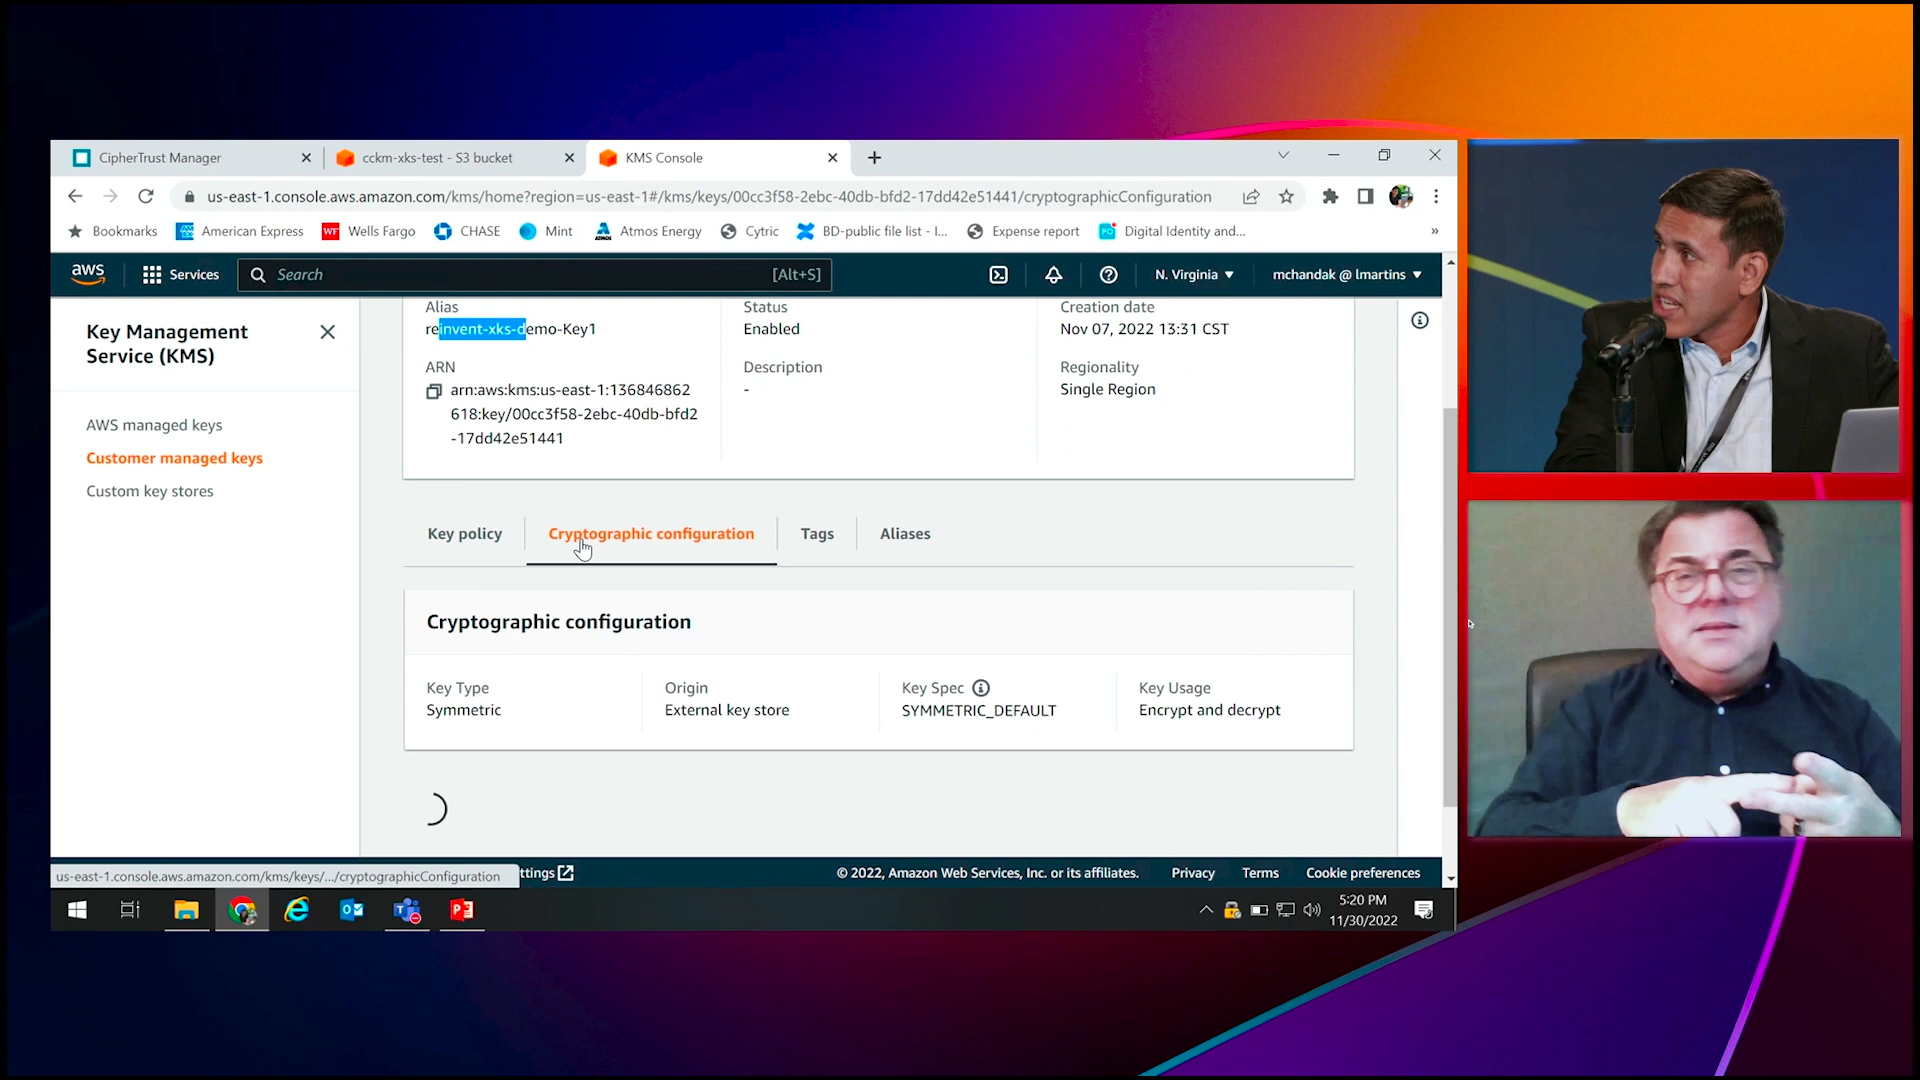 CipherTrust Manager
cckm-xks-test - S3 bucket
KMS Console
us-east-1.console.aws.amazon.com/kms/home?region=us-east-1#/kms/keys/00cc3f58-2ebc-40db-bfd2-17dd42e51441/cryptographicConfiguration
Bookmarks
American Express
WF Wells Fargo
CHASE
Mint
ATMOS Atmos Energy
Cytric
BD-public file list - I...
Expense report
PO Digital Identity and...
»
aws
Services
Search
[Alt+S]
N. Virginia
mchandak @ lmartins
Key Management
Service (KMS)
AWS managed keys
Customer managed keys
Custom key stores
Alias
reinvent-xks-demo-Key1
Status
Enabled
Creation date
Nov 07, 2022 13:31 CST
ARN
arn:aws:kms:us-east-1:136846862
618:key/00cc3f58-2ebc-40db-bfd2
-17dd42e51441
Description
-
Regionality
Single Region
Key policy
Cryptographic configuration
Tags
Aliases
Cryptographic configuration
Key Type
Symmetric
Origin
External key store
Key Spec
SYMMETRIC_DEFAULT
Key Usage
Encrypt and decrypt
us-east-1.console.aws.amazon.com/kms/keys/.../cryptographicConfiguration
ttings
© 2022, Amazon Web Services, Inc. or its affiliates.
Privacy
Terms
Cookie preferences
5:20 PM
11/30/2022